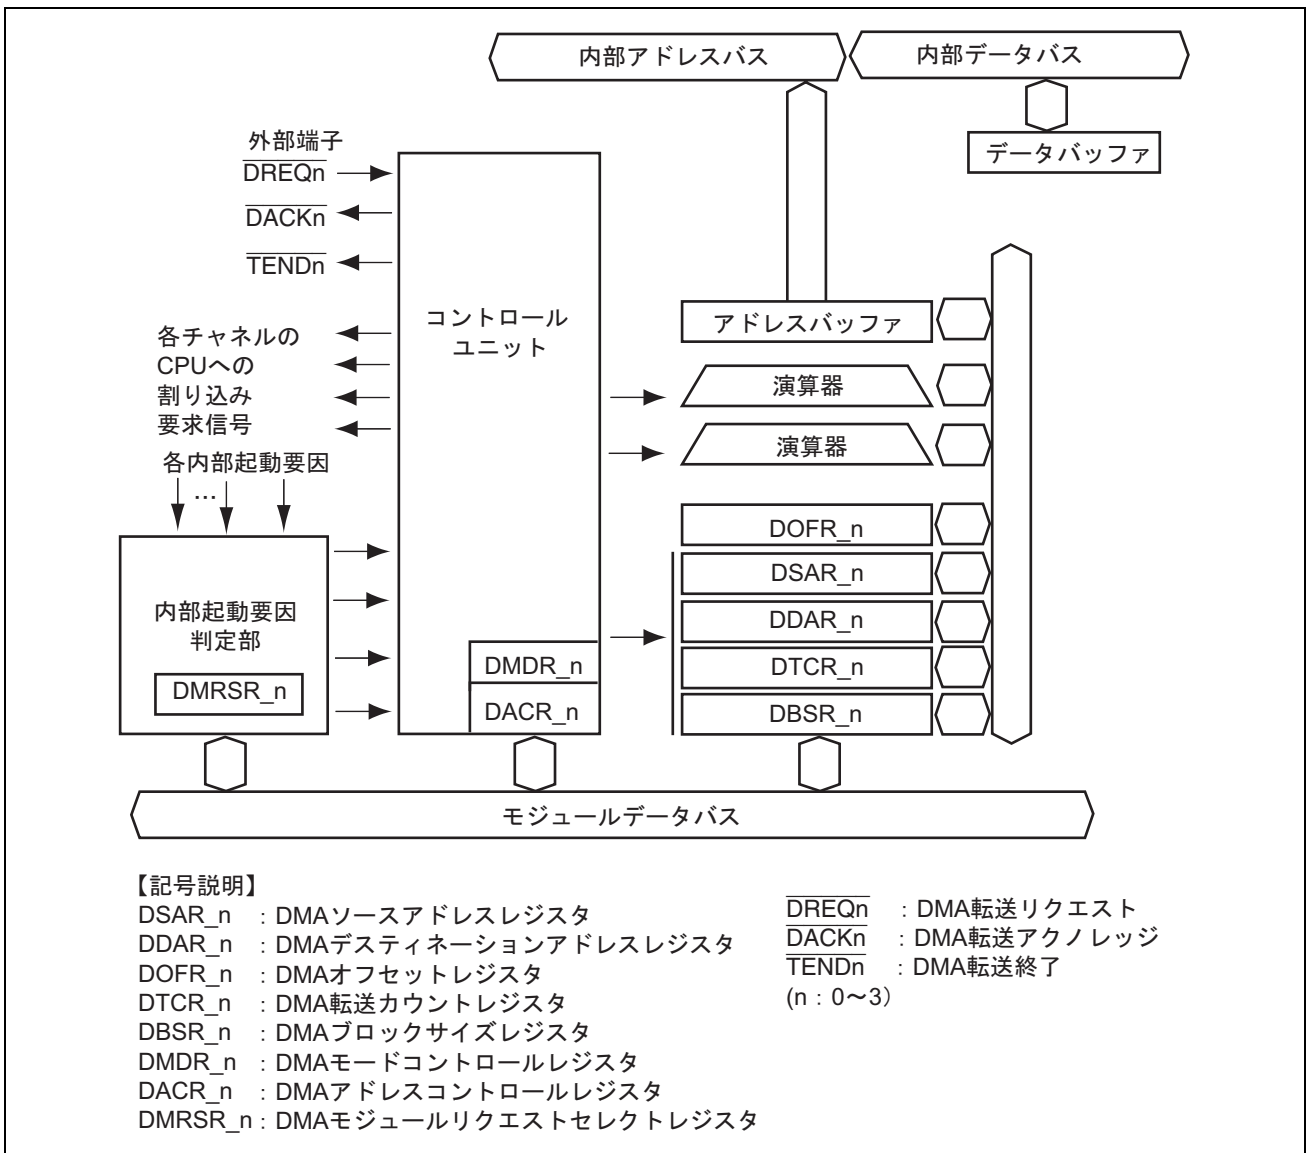 内部アドレスバス
内部データバス
データバッファ
外部端子
DREQn
DACKn
TENDn
コントロール
ユニット
各チャネルの
CPUへの
割り込み
要求信号
各内部起動要因
…
アドレスバッファ
演算器
演算器
DOFR_n
DSAR_n
DDAR_n
DTCR_n
DBSR_n
内部起動要因
判定部
DMRSR_n
DMDR_n
DACR_n
モジュールデータバス
【記号説明】
DSAR_n : DMAソースアドレスレジスタ
DDAR_n : DMAデスティネーションアドレスレジスタ
DOFR_n : DMAオフセットレジスタ
DTCR_n : DMA転送カウントレジスタ
DBSR_n : DMAブロックサイズレジスタ
DMDR_n : DMAモードコントロールレジスタ
DACR_n : DMAアドレスコントロールレジスタ
DMRSR_n : DMAモジュールリクエストセレクトレジスタ
DREQn : DMA転送リクエスト
DACKn : DMA転送アクノレッジ
TENDn : DMA転送終了
(n : 0〜3)